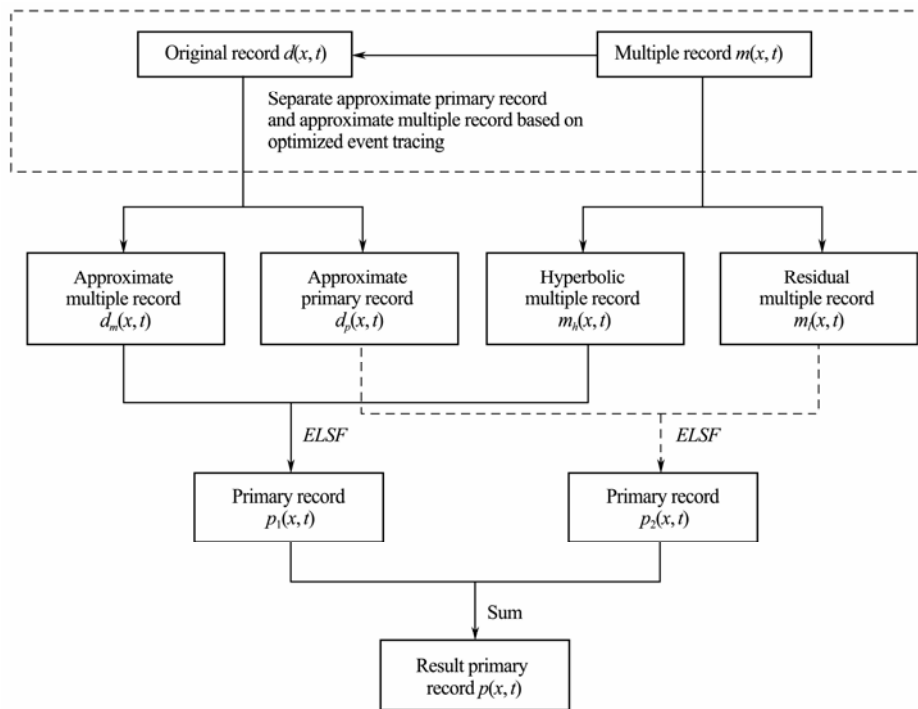 Original record d(x, t)
Multiple record m(x, t)
Separate approximate primary record
and approximate multiple record based on
optimized event tracing
Approximate
multiple record
dₘ(x, t)
Approximate
primary record
dₚ(x, t)
Hyperbolic
multiple record
mₕ(x, t)
Residual
multiple record
mₗ(x, t)
ELSF
ELSF
Primary record
p₁(x, t)
Primary record
p₂(x, t)
Sum
Result primary
record p(x, t)